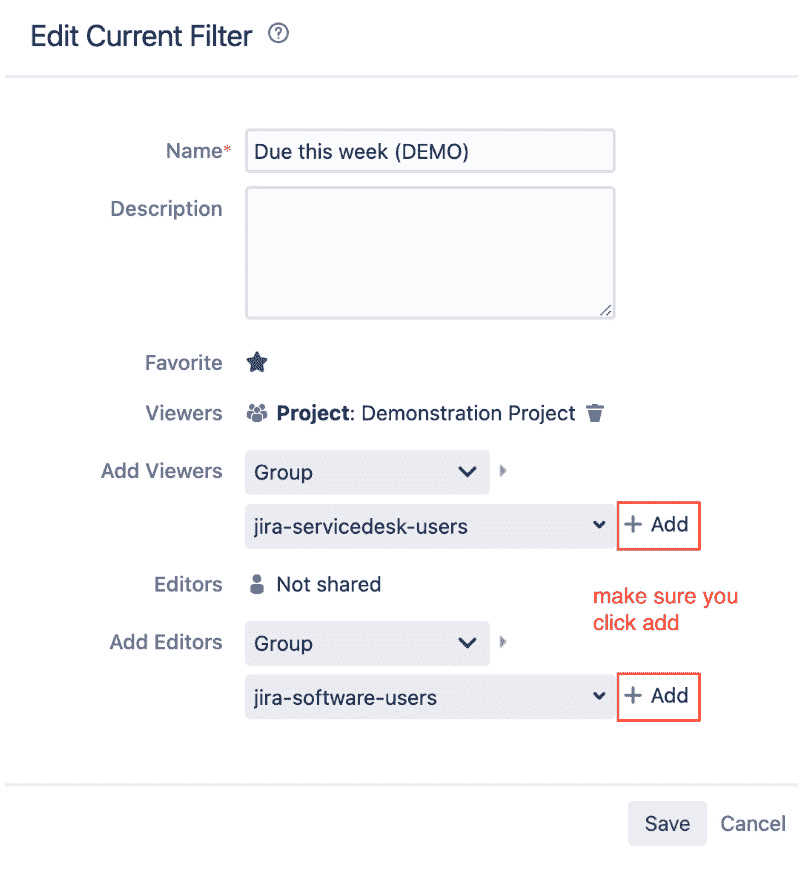 Edit Current Filter ?
Name* Due this week (DEMO)
Description
Favorite
Viewers Project: Demonstration Project
Add Viewers Group
jira-servicedesk-users + Add
Editors Not shared
make sure you
click add
Add Editors Group
jira-software-users + Add
Save Cancel